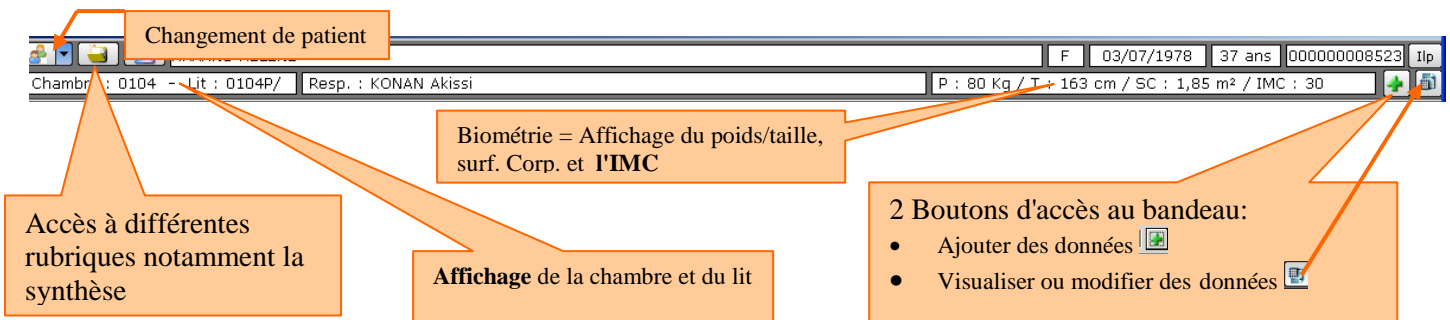 Changement de patient
F 03/07/1978 37 ans 000000008523 Ilp
Chambre : 0104 - Lit : 0104P/ Resp. : KONAN Akissi P : 80 Kg / T : 163 cm / SC : 1,85 m² / IMC : 30
Biométrie = Affichage du poids/taille,
surf. Corp. et l'IMC
Accès à différentes
rubriques notamment la
synthèse
Affichage de la chambre et du lit
2 Boutons d'accès au bandeau:
• Ajouter des données
• Visualiser ou modifier des données